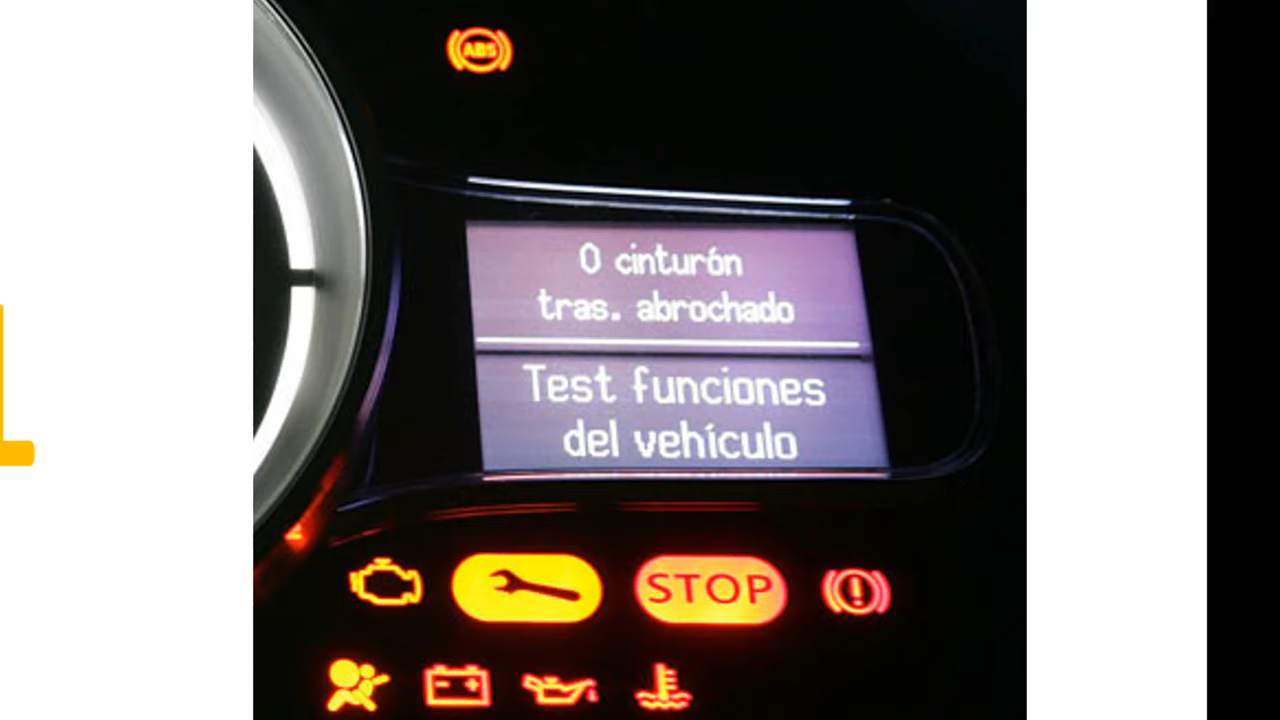 ABS
0 cinturón
tras. abrochado
Test funciones
del vehículo
STOP